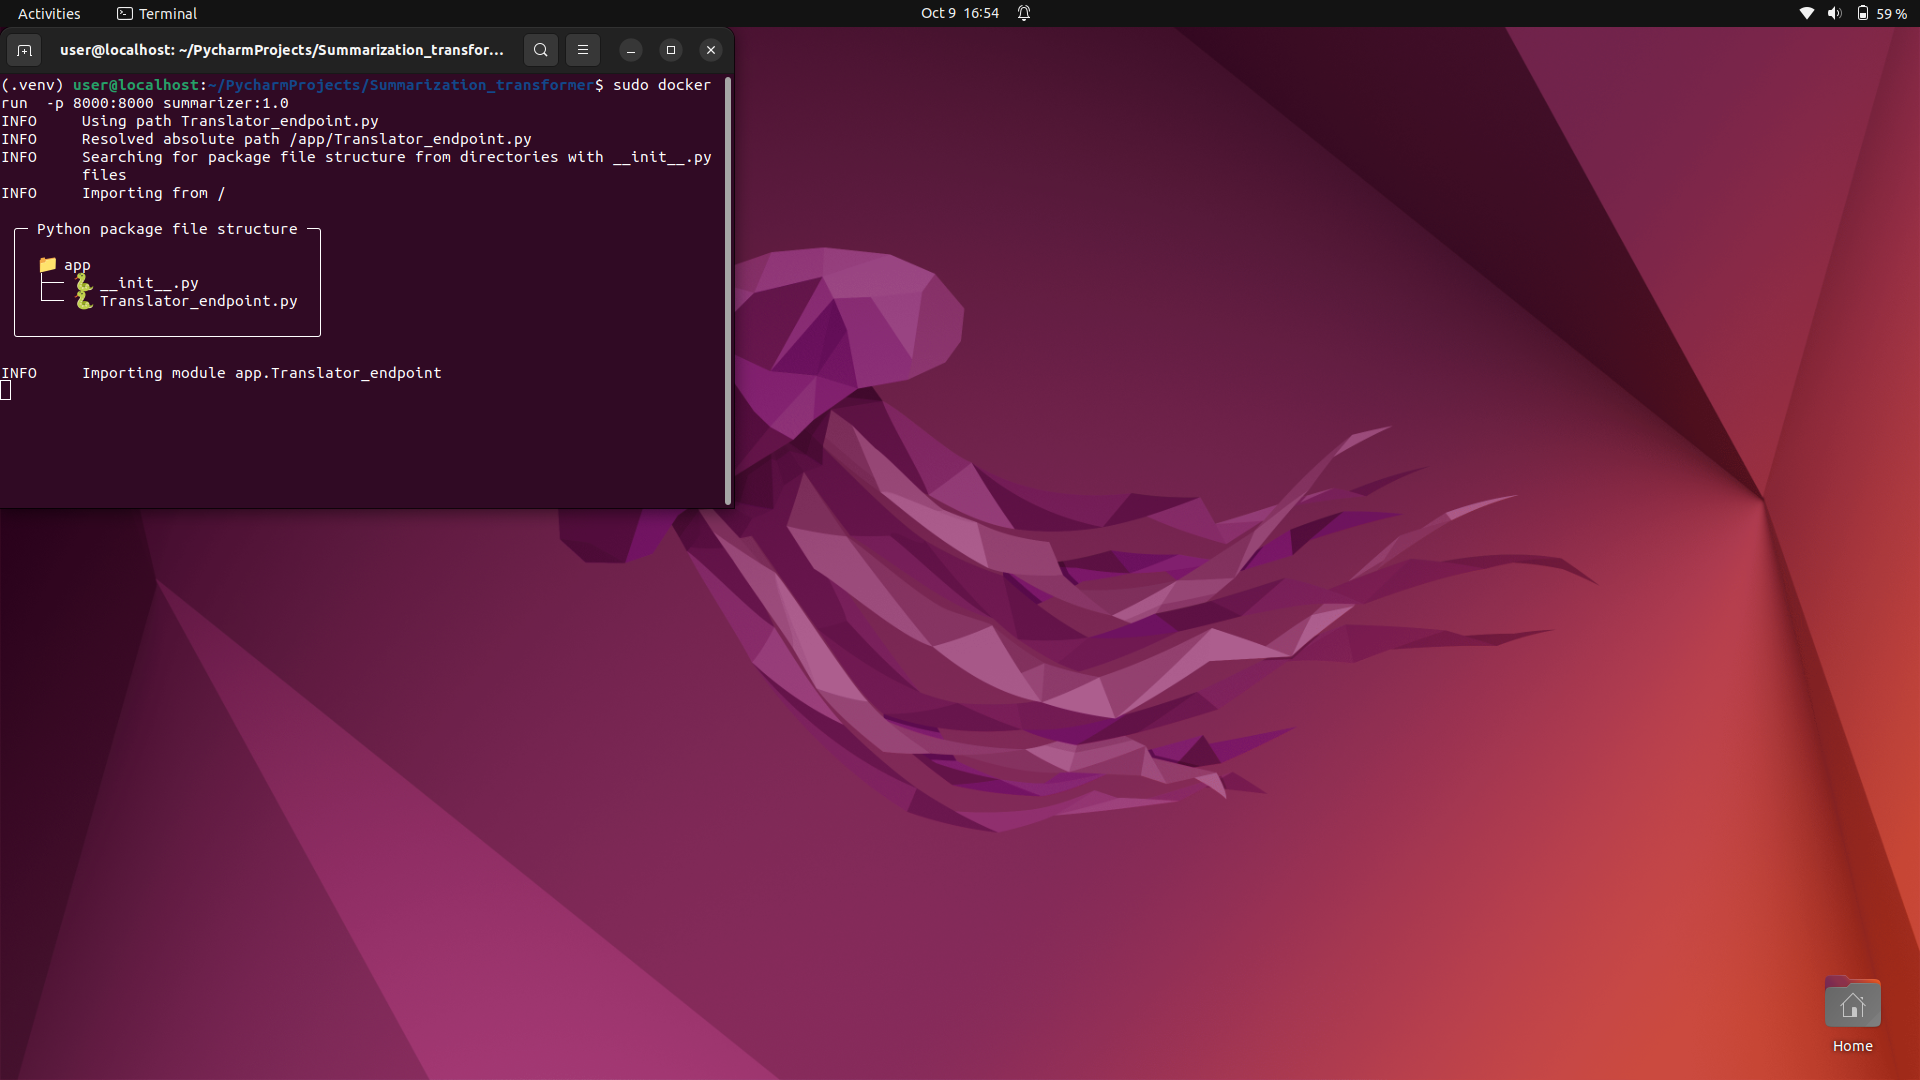 Activities
Terminal
Oct 9 16:54
59 %
user@localhost: ~/PycharmProjects/Summarization_transfor...
(.venv) user@localhost:~/PycharmProjects/Summarization_transformer$ sudo docker
run  -p 8000:8000 summarizer:1.0
INFO     Using path Translator_endpoint.py
INFO     Resolved absolute path /app/Translator_endpoint.py
INFO     Searching for package file structure from directories with __init__.py
files
INFO     Importing from /
Python package file structure
app
__init__.py
Translator_endpoint.py
INFO     Importing module app.Translator_endpoint
Home